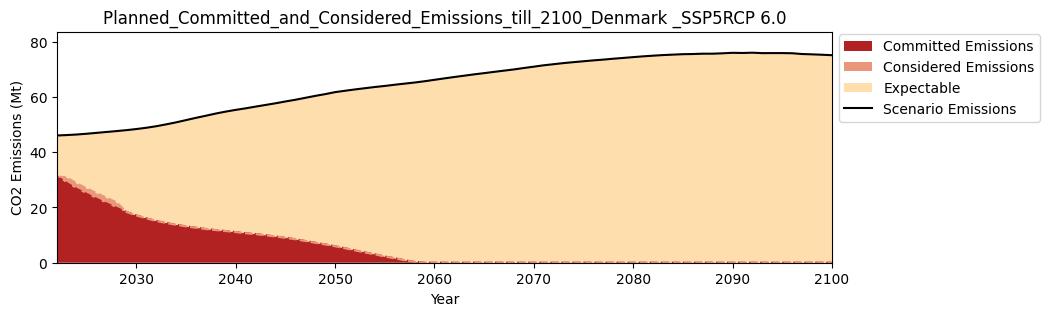 Planned_Committed_and_Considered_Emissions_till_2100_Denmark _SSP5RCP 6.0
80
60
40
20
0
CO2 Emissions (Mt)
2030 2040 2050 2060 2070 2080 2090 2100
Year
Committed Emissions
Considered Emissions
Expectable
Scenario Emissions